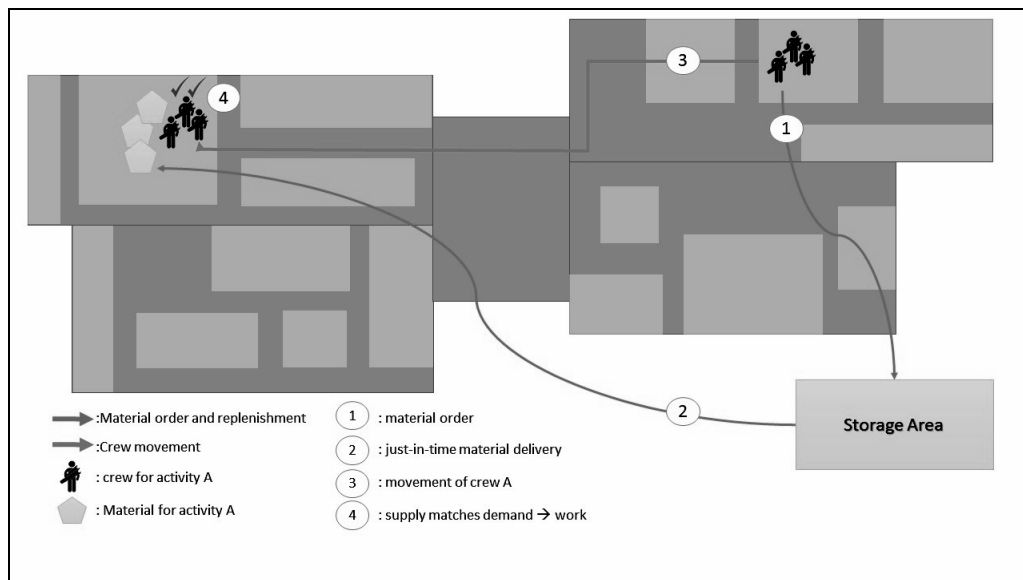 3
4
1
2
Storage Area
:Material order and replenishment
:Crew movement
: crew for activity A
: Material for activity A
1 : material order
2 : just-in-time material delivery
3 : movement of crew A
4 : supply matches demand → work